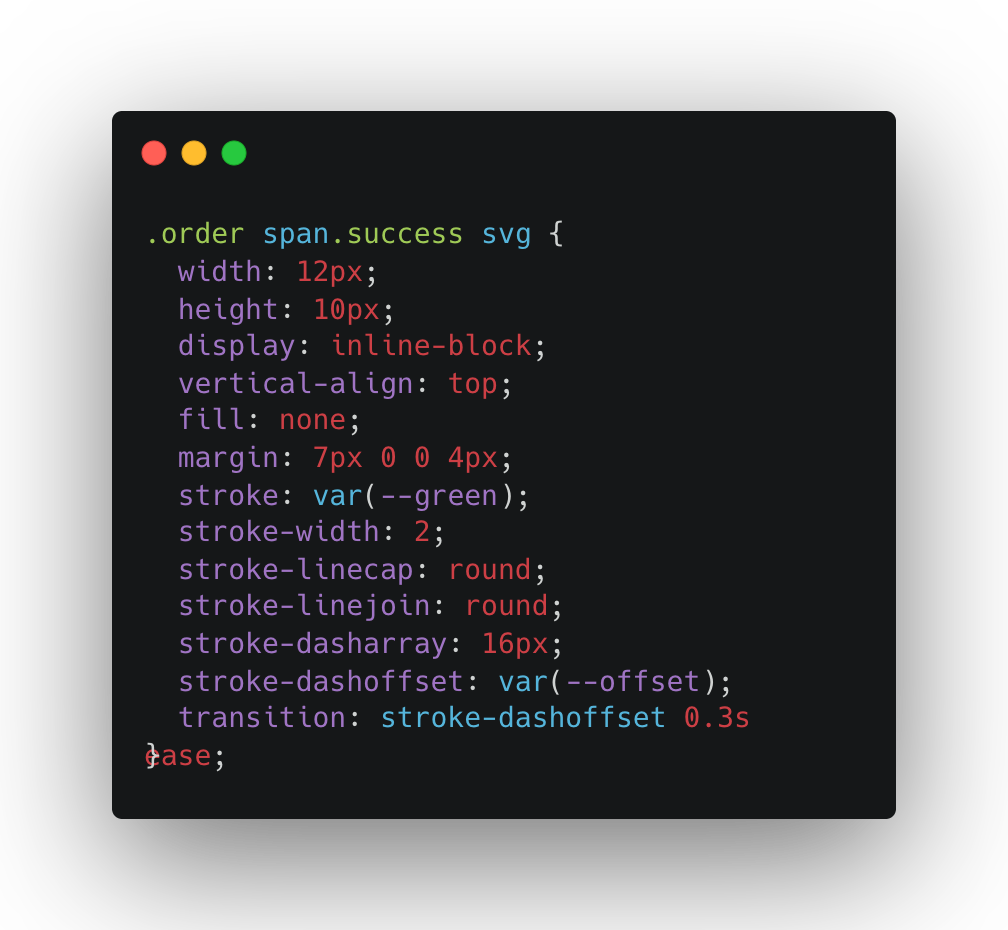 .order span.success svg {
  width: 12px;
  height: 10px;
  display: inline-block;
  vertical-align: top;
  fill: none;
  margin: 7px 0 0 4px;
  stroke: var(--green);
  stroke-width: 2;
  stroke-linecap: round;
  stroke-linejoin: round;
  stroke-dasharray: 16px;
  stroke-dashoffset: var(--offset);
  transition: stroke-dashoffset 0.3s
ease;
}